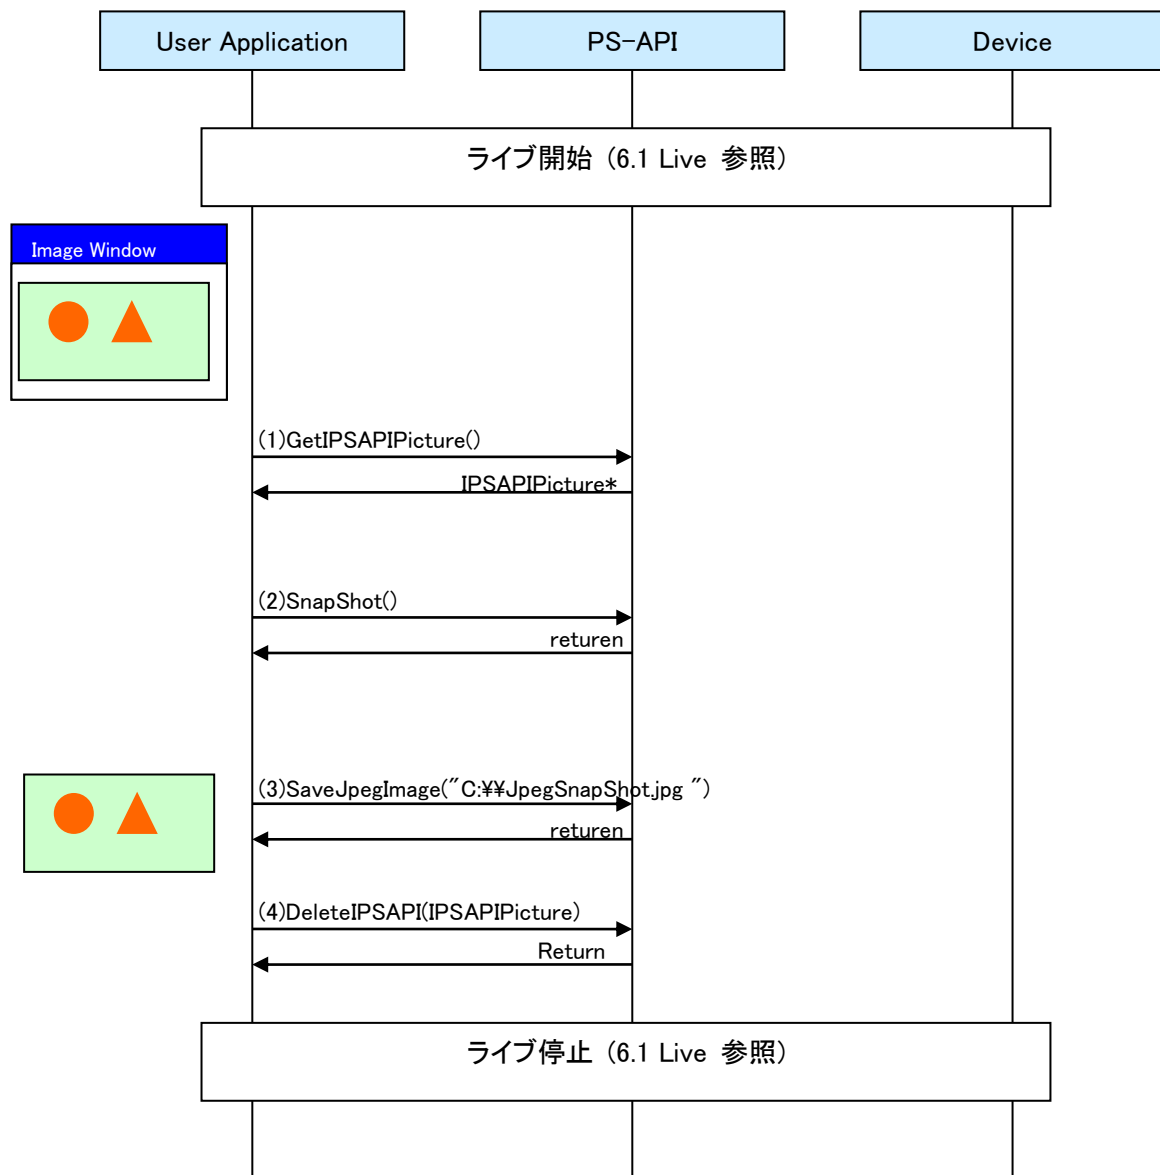 User Application
PS-API
Device
ライブ開始 (6.1 Live 参照)
Image Window
(1)GetIPSAPIPicture()
IPSAPIPicture*
(2)SnapShot()
returen
(3)SaveJpegImage("C:¥¥JpegSnapShot.jpg ")
returen
(4)DeleteIPSAPI(IPSAPIPicture)
Return
ライブ停止 (6.1 Live 参照)